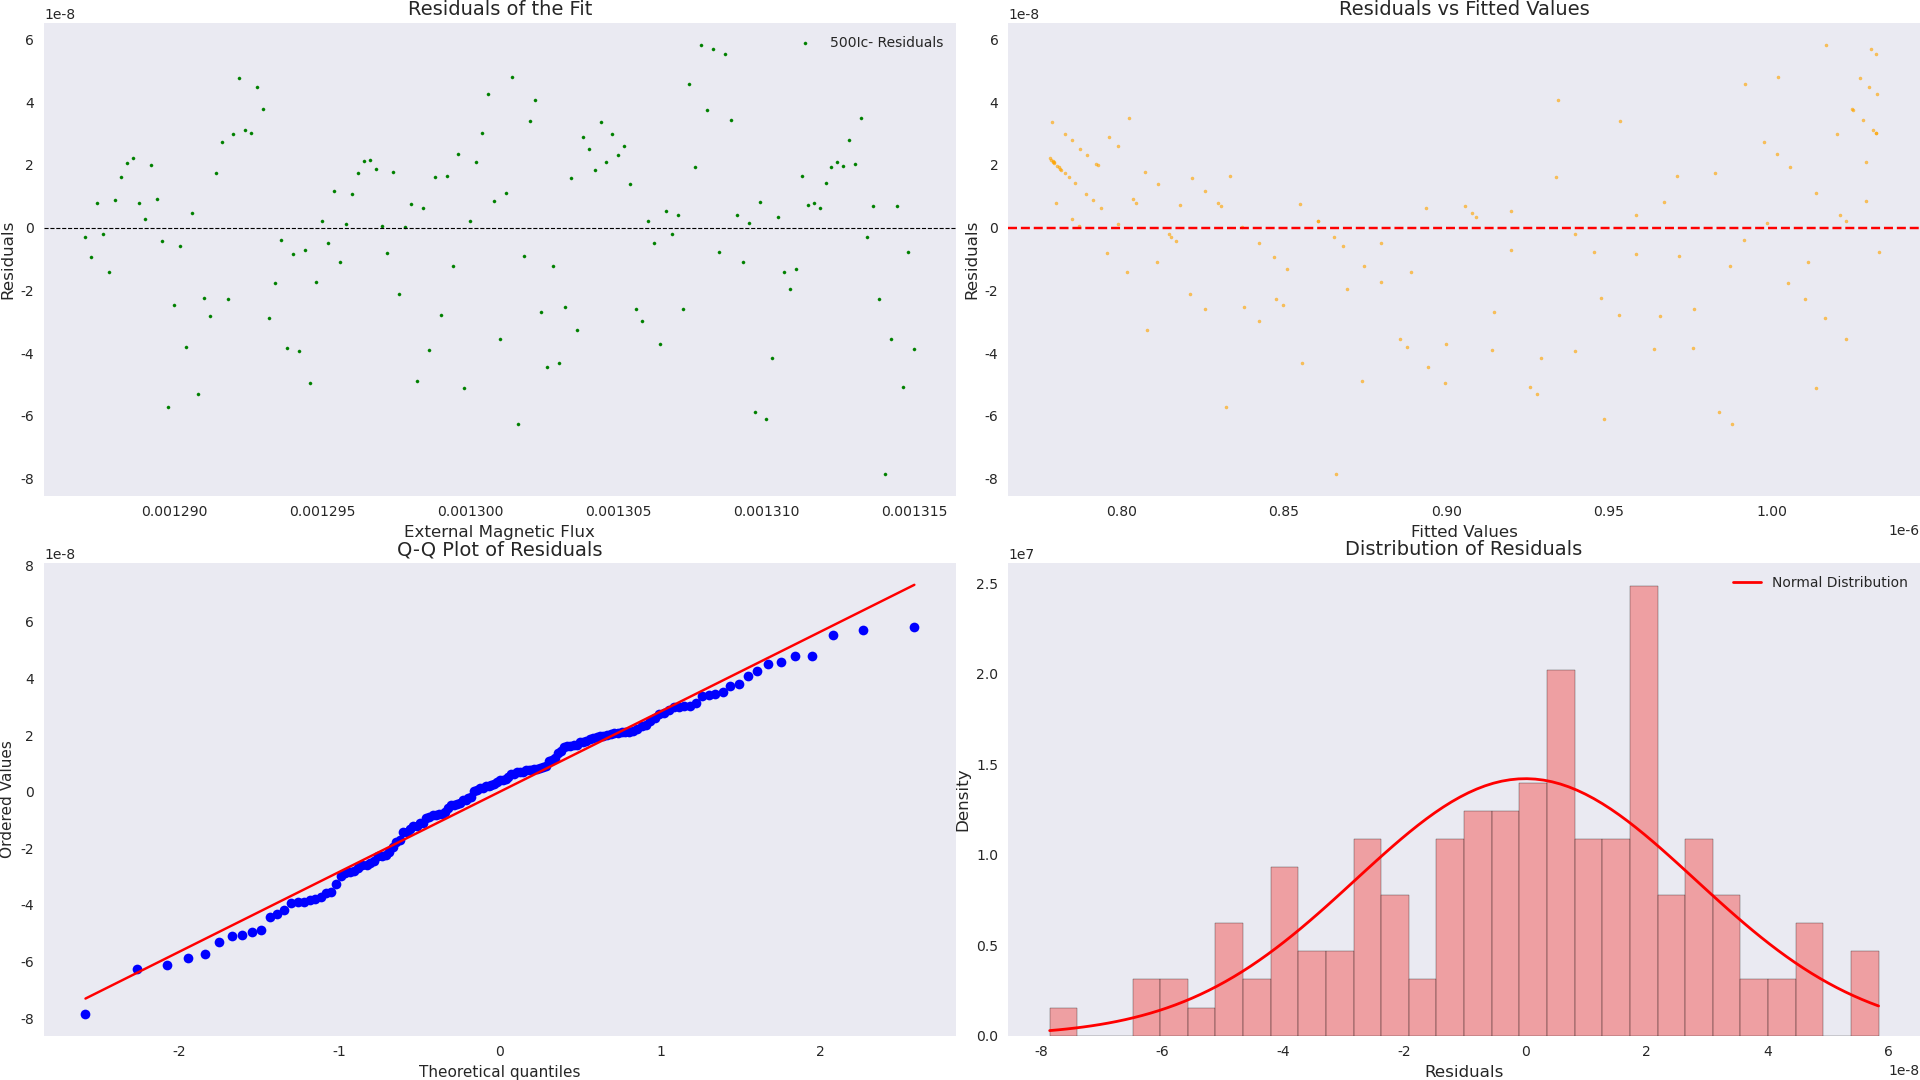 Residuals of the Fit
1e-8
500Ic- Residuals
6
4
2
0
-2
-4
-6
-8
Residuals
0.001290 0.001295 0.001300 0.001305 0.001310 0.001315
External Magnetic Flux
Residuals vs Fitted Values
1e-8
6
4
2
0
-2
-4
-6
-8
Residuals
0.80 0.85 0.90 0.95 1.00
1e-6
Fitted Values
Q-Q Plot of Residuals
1e-8
8
6
4
2
0
-2
-4
-6
-8
Ordered Values
-2 -1 0 1 2
Theoretical quantiles
Distribution of Residuals
1e7
Normal Distribution
2.5
2.0
1.5
1.0
0.5
0.0
Density
-8 -6 -4 -2 0 2 4 6
1e-8
Residuals